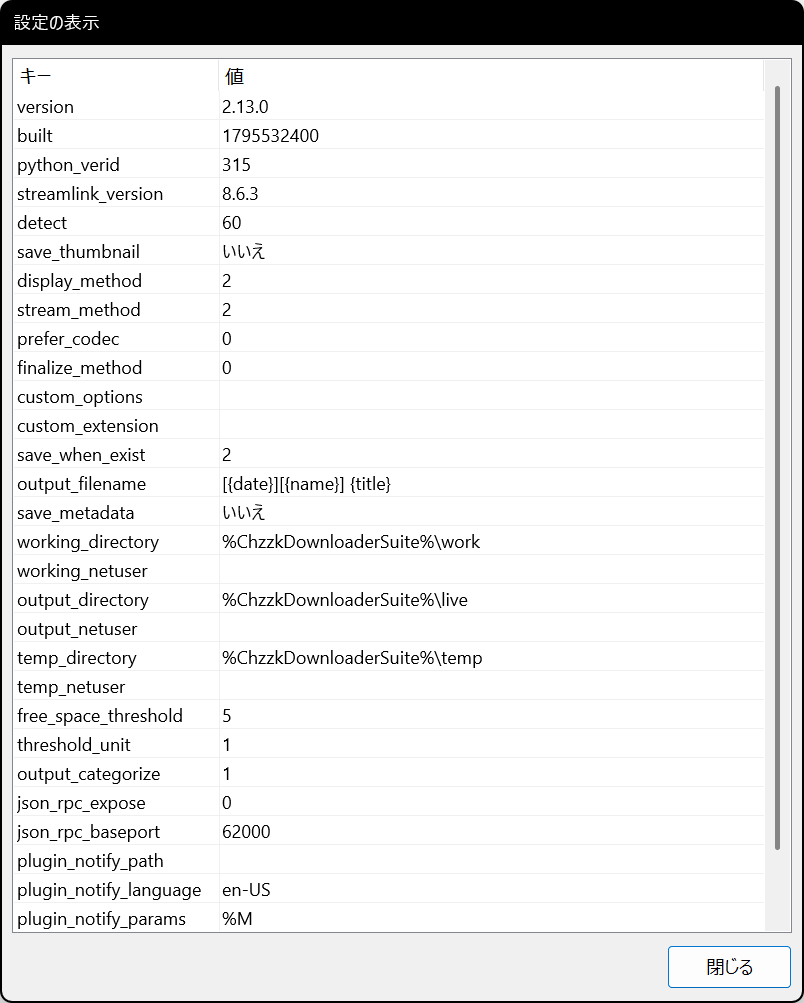 設定の表示
キー 値
version 2.13.0
built 1795532400
python_verid 315
streamlink_version 8.6.3
detect 60
save_thumbnail いいえ
display_method 2
stream_method 2
prefer_codec 0
finalize_method 0
custom_options
custom_extension
save_when_exist 2
output_filename [{date}][{name}] {title}
save_metadata いいえ
working_directory %ChzzkDownloaderSuite%\work
working_netuser
output_directory %ChzzkDownloaderSuite%\live
output_netuser
temp_directory %ChzzkDownloaderSuite%\temp
temp_netuser
free_space_threshold 5
threshold_unit 1
output_categorize 1
json_rpc_expose 0
json_rpc_baseport 62000
plugin_notify_path
plugin_notify_language en-US
plugin_notify_params %M
閉じる